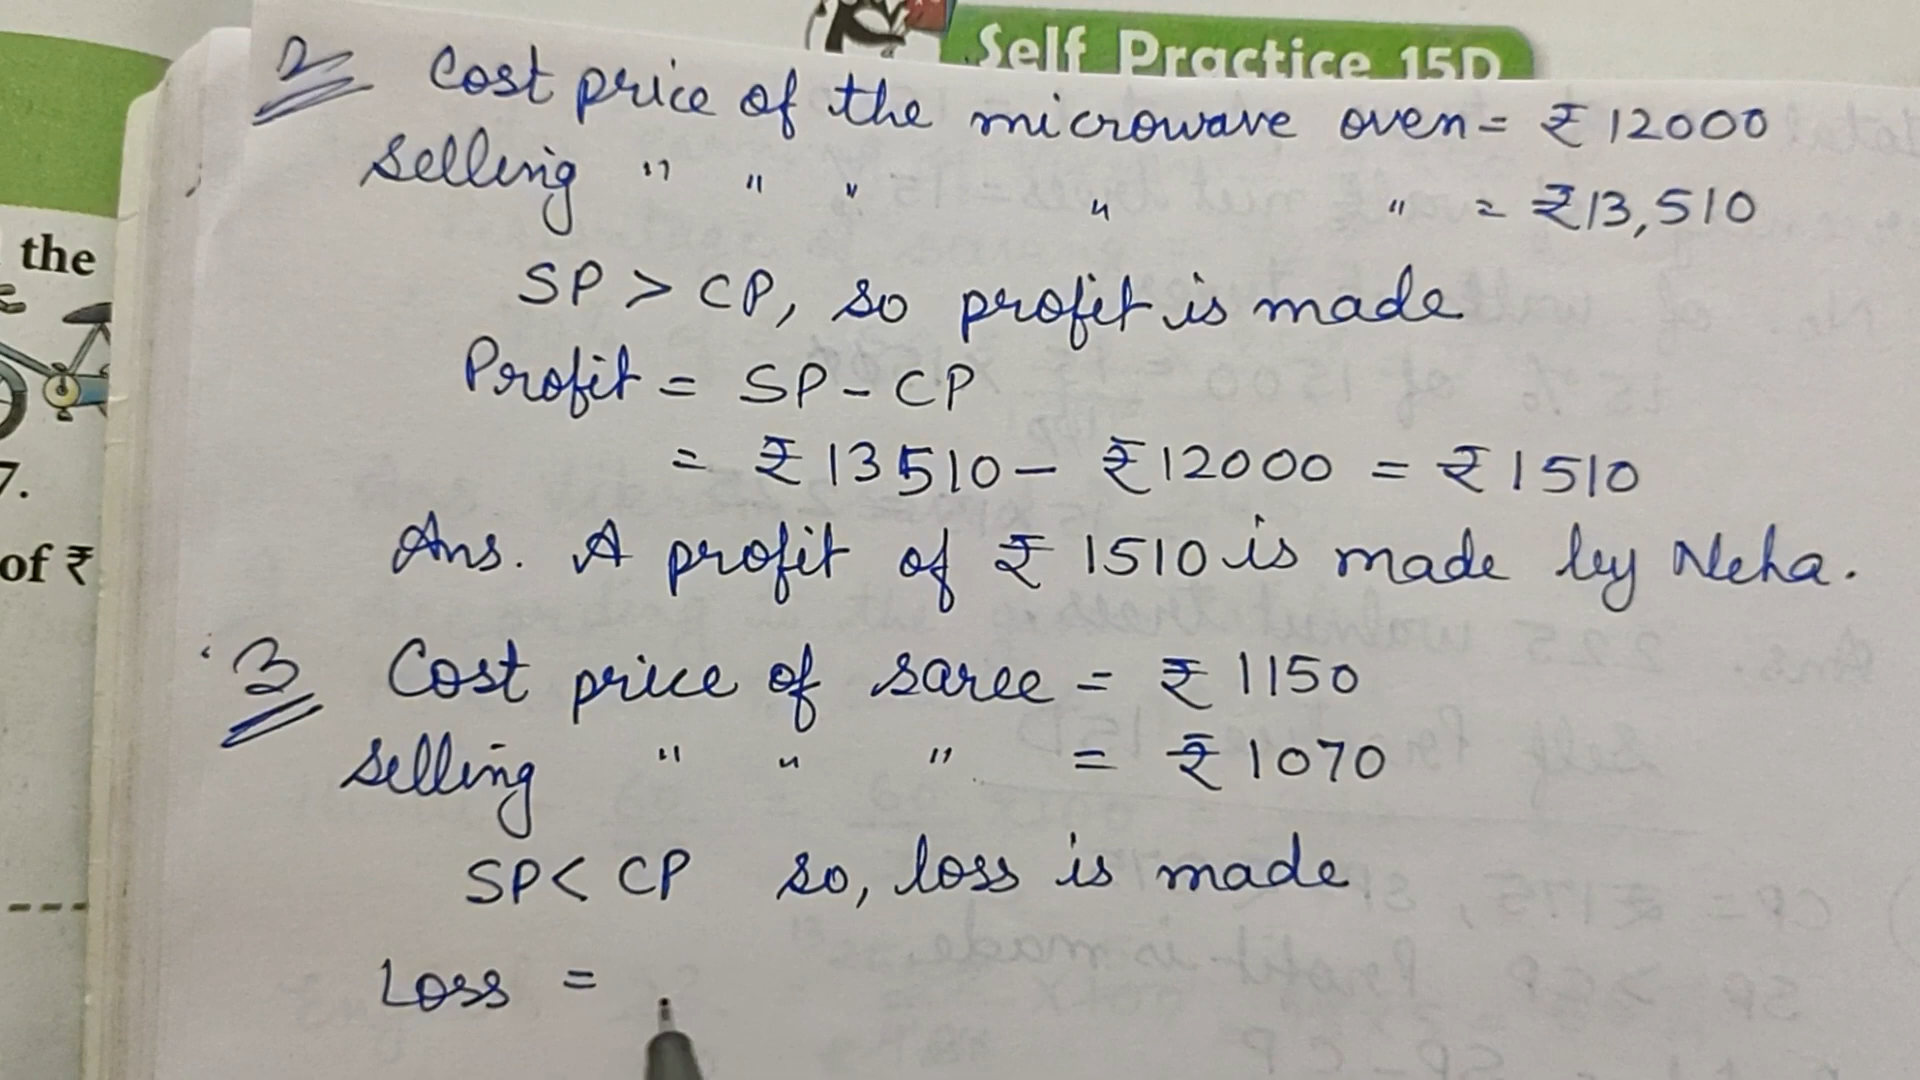 Self Practice 15D
2 Cost price of the microwave oven = ₹ 12000
Selling " " " " " = ₹13,510
SP > CP, so profit is made
Profit = SP - CP
= ₹ 13510 - ₹12000 = ₹1510
Ans. A profit of ₹ 1510 is made by Neha.
3 Cost price of saree = ₹ 1150
Selling " " " = ₹1070
SP < CP so, loss is made
Loss =
the
7.
of ₹